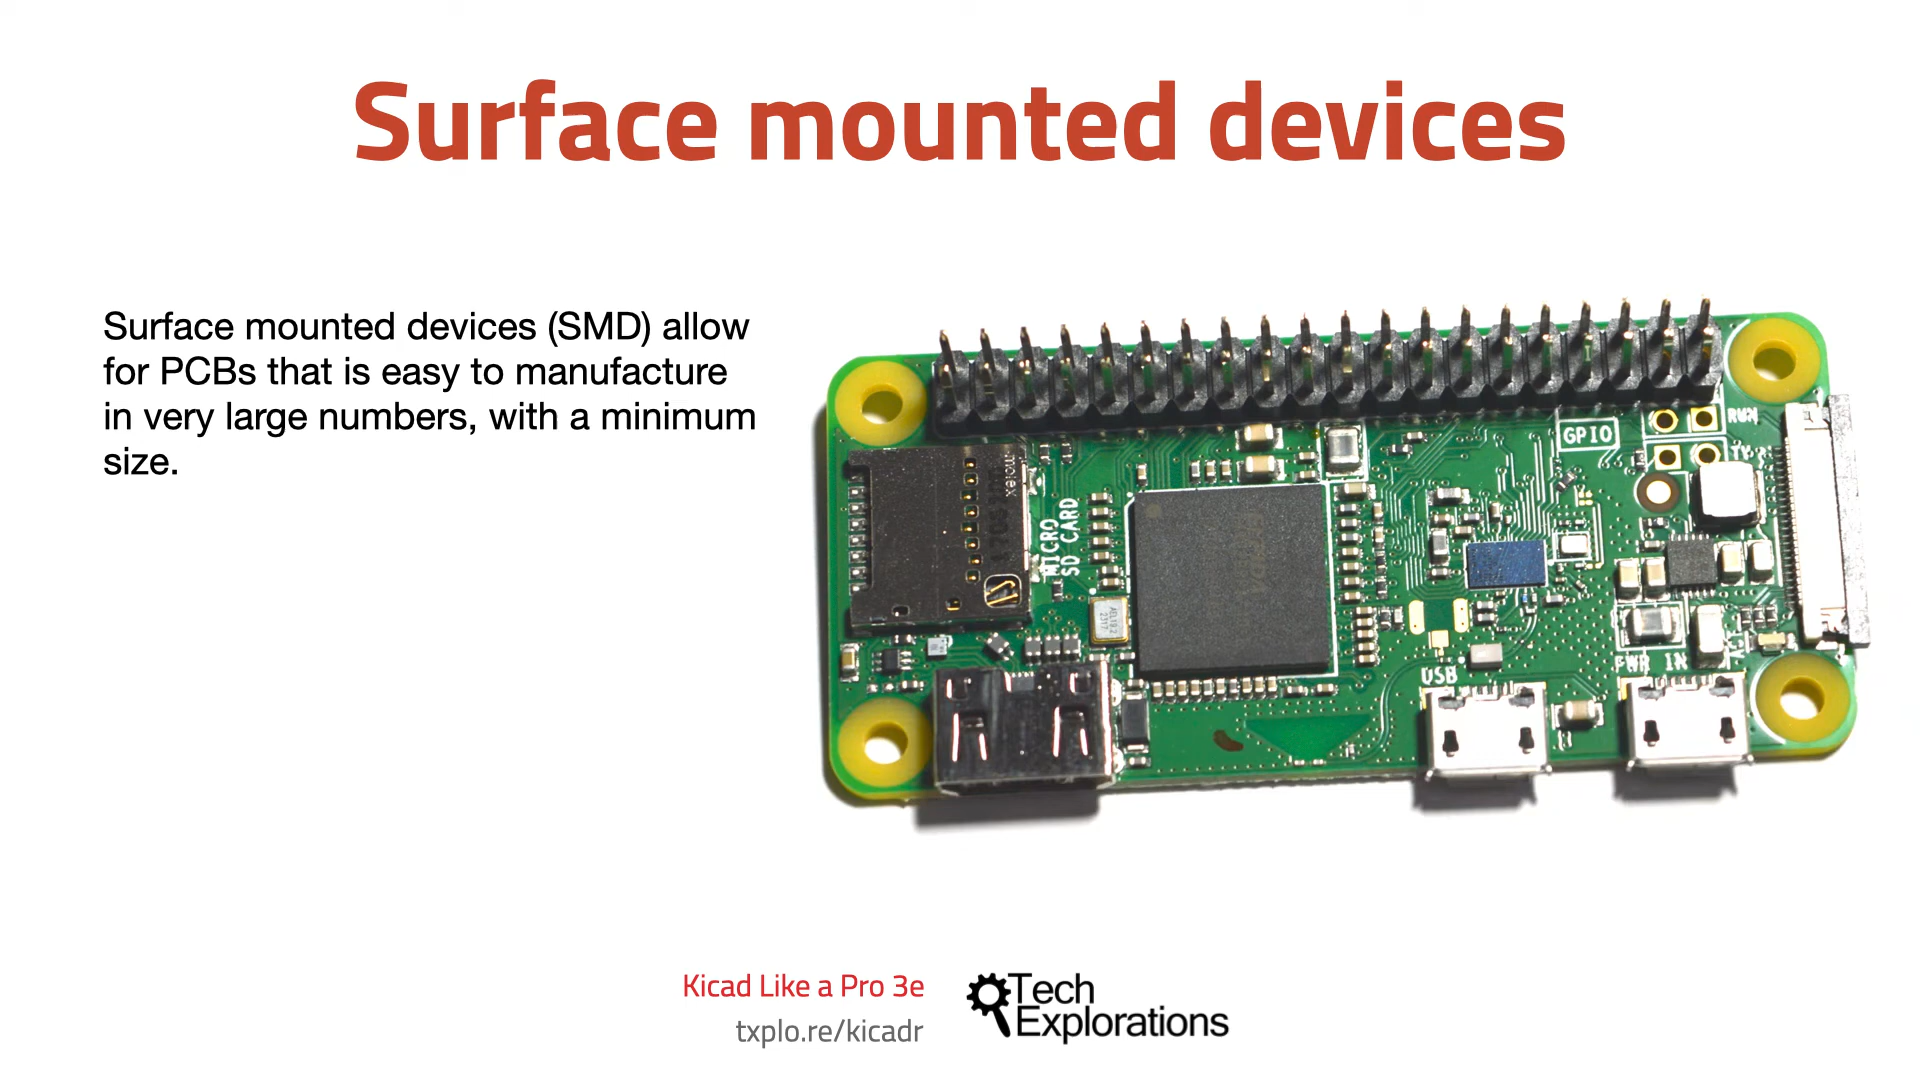 Surface mounted devices
Surface mounted devices (SMD) allow
for PCBs that is easy to manufacture
in very large numbers, with a minimum
size.
GPIO
RUN
TV
molex
MICRO
SD CARD
USB
PWR IN
Kicad Like a Pro 3e
txplo.re/kicadr
Tech
Explorations